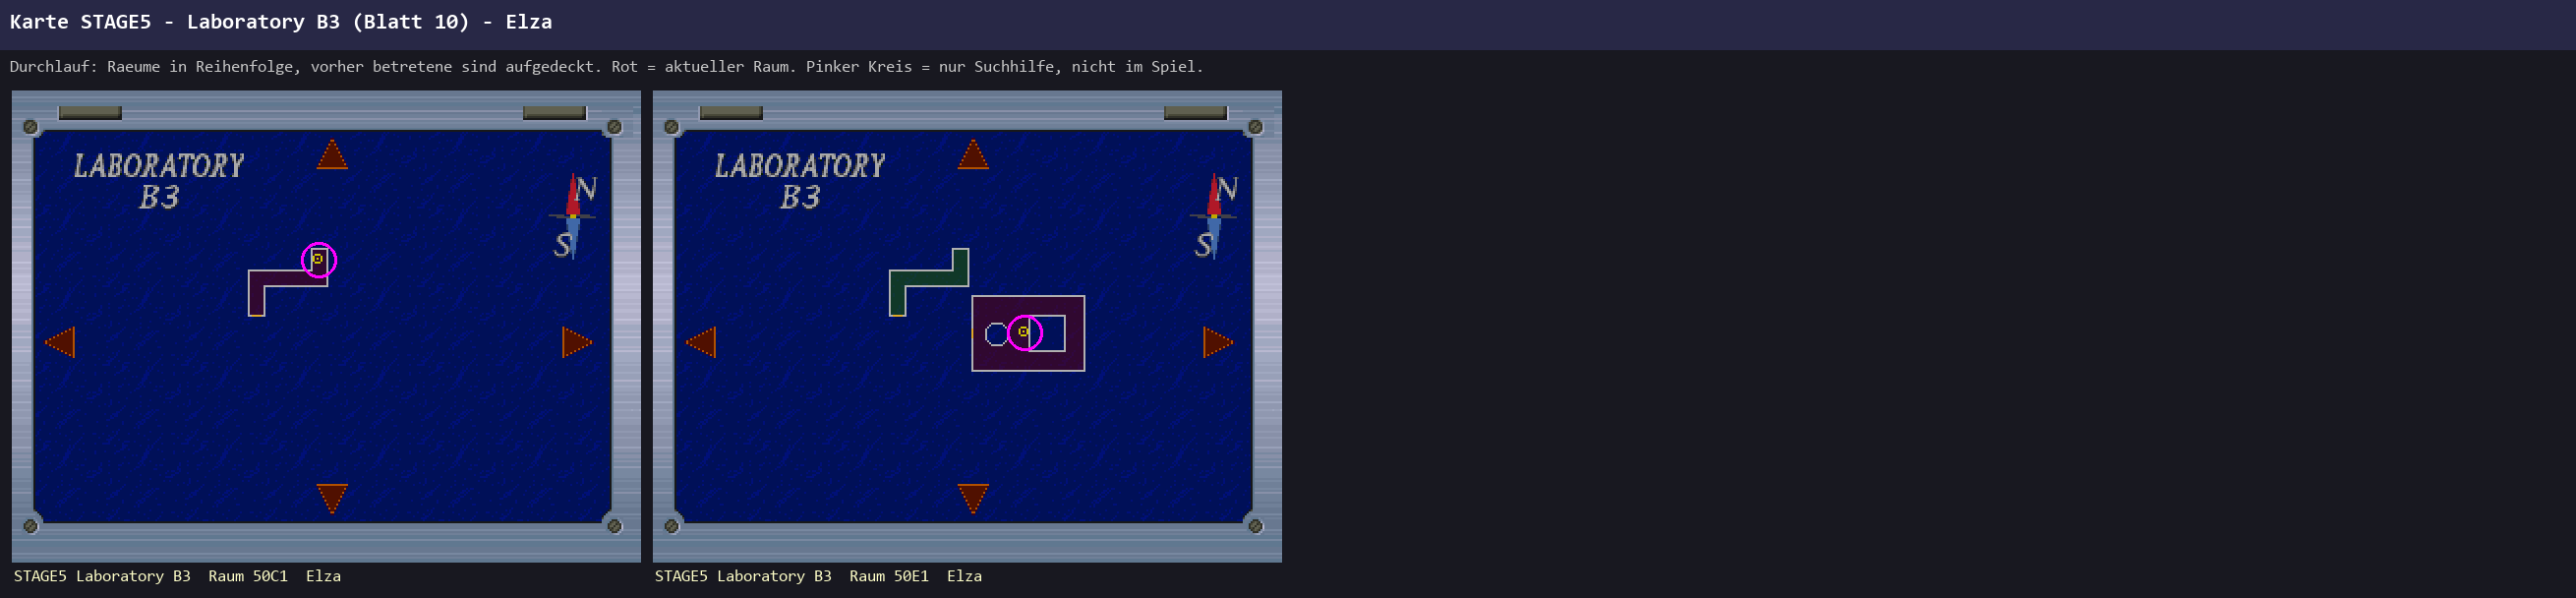 Karte STAGE5 - Laboratory B3 (Blatt 10) - Elza
Durchlauf: Raeume in Reihenfolge, vorher betretene sind aufgedeckt. Rot = aktueller Raum. Pinker Kreis = nur Suchhilfe, nicht im Spiel.
LABORATORY
B3
N
S
STAGE5 Laboratory B3 Raum 50C1 Elza
LABORATORY
B3
N
S
STAGE5 Laboratory B3 Raum 50E1 Elza